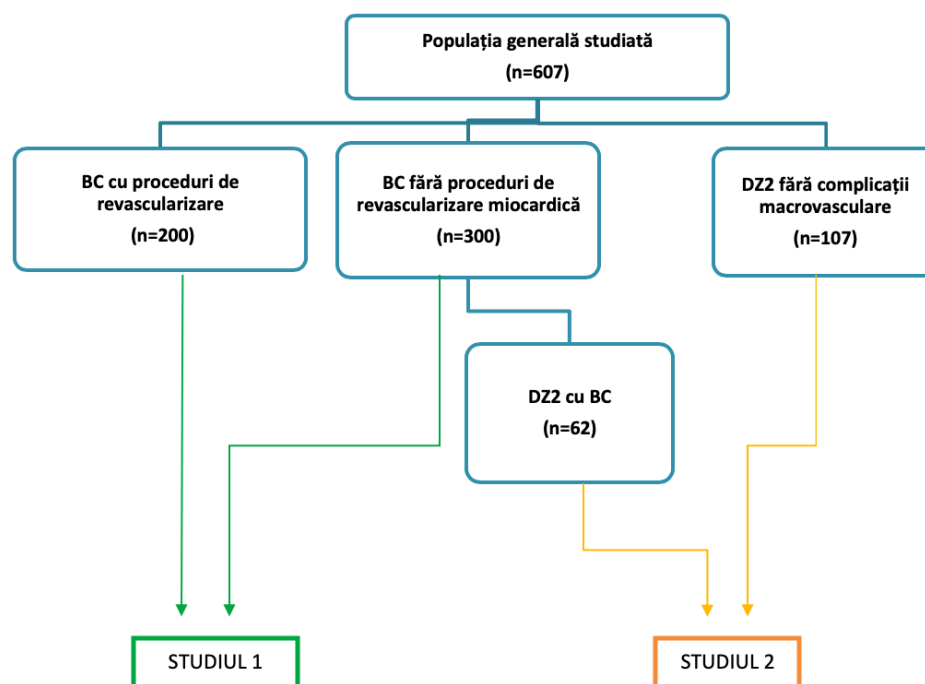 Populația generală studiată
(n=607)
BC cu proceduri de
revascularizare
(n=200)
BC fără proceduri de
revascularizare miocardică
(n=300)
DZ2 fără complicații
macrovasculare
(n=107)
DZ2 cu BC
(n=62)
STUDIUL 1
STUDIUL 2